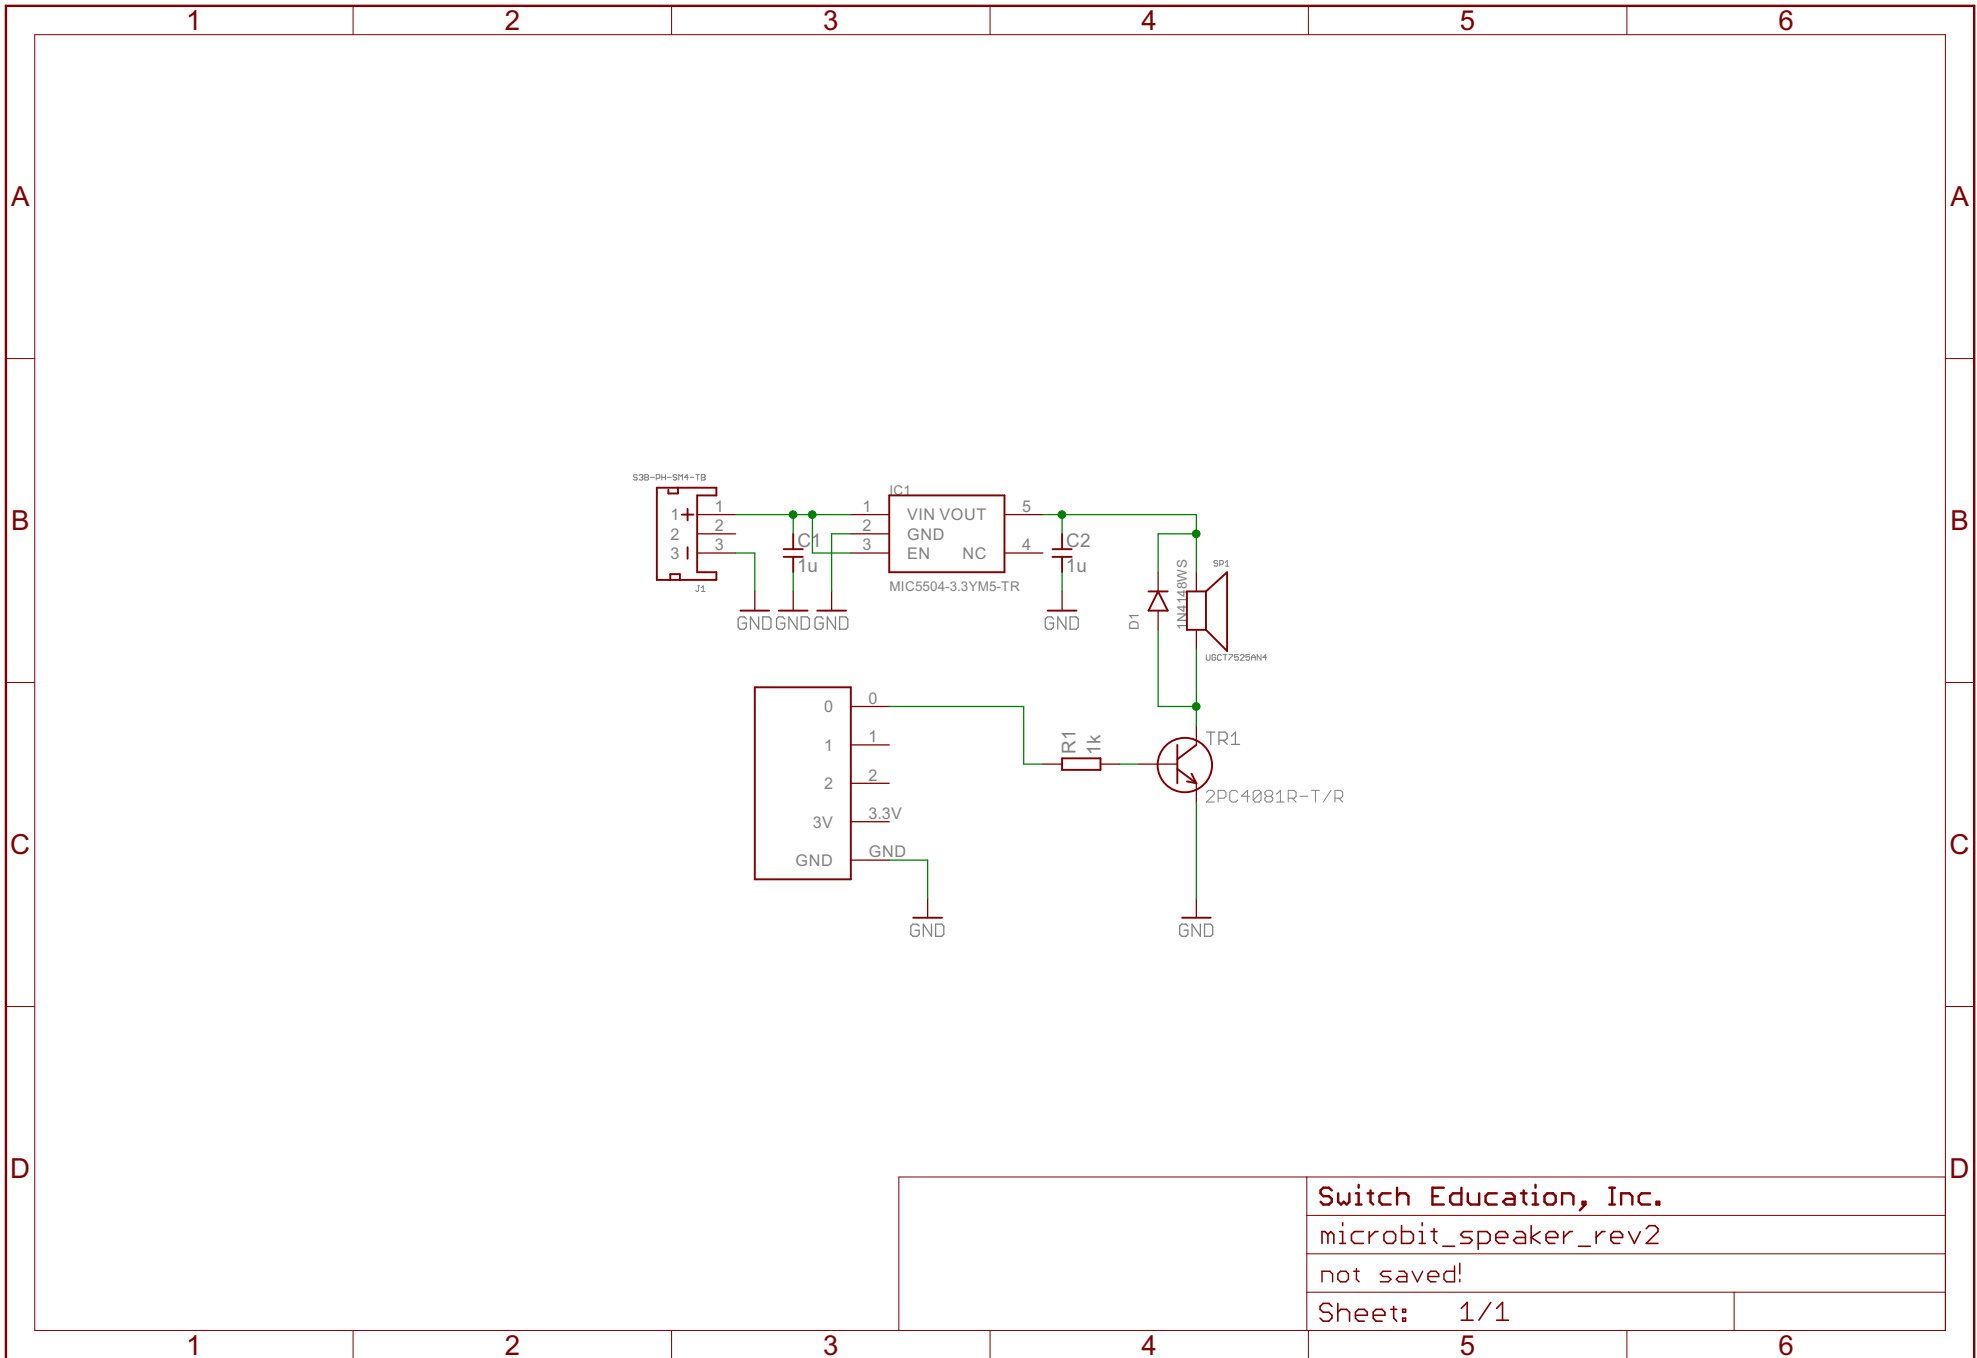 1 2 3 4 5 6
A A
S3B-PH-SM4-TB
IC1
B B
1 1 1 VIN VOUT 5
2 2 2 GND
3 3 3 EN NC 4
C1
1u
C2
1u
J1
MIC5504-3.3YM5-TR
GND GND GND GND
D1
1N4148WS
SP1
UGCT7525AN4
0 0
1 1
2 2
3V 3.3V
GND GND
R1
1k
TR1
2PC4081R-T/R
C C
GND GND
D D
Switch Education, Inc.
microbit_speaker_rev2
not saved!
Sheet: 1/1
1 2 3 4 5 6